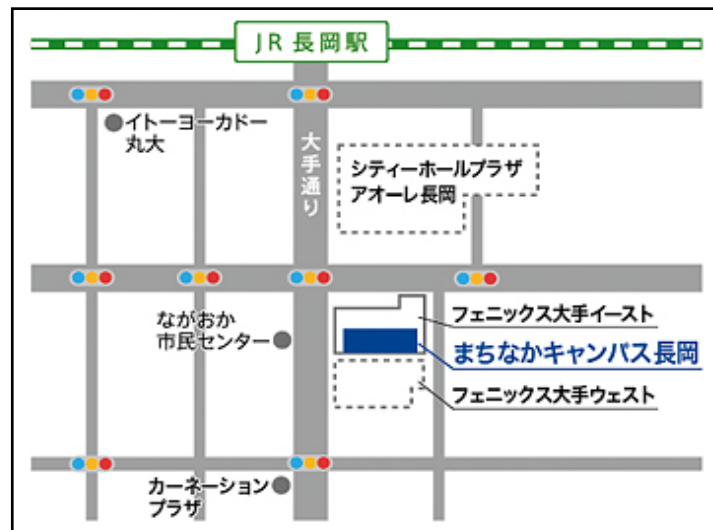 JR 長岡駅
イトーヨーカドー
丸大
大手通り
シティーホールプラザ
アオーレ長岡
ながおか
市民センター
フェニックス大手イースト
まちなかキャンパス長岡
フェニックス大手ウェスト
カーネーション
プラザ